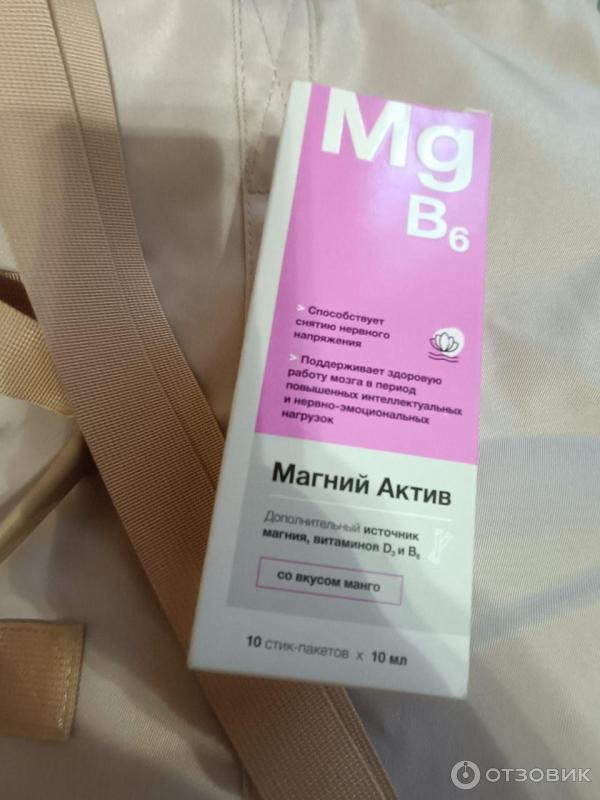 Mg
B6
> Способствует
снятию нервного
напряжения
> Поддерживает здоровую
работу мозга в период
повышенных интеллектуальных
и нервно-эмоциональных
нагрузок
Магний Актив
Дополнительный источник
магния, витаминов D3 и B6
со вкусом манго
10 стик-пакетов x 10 мл
ОТЗОВИК